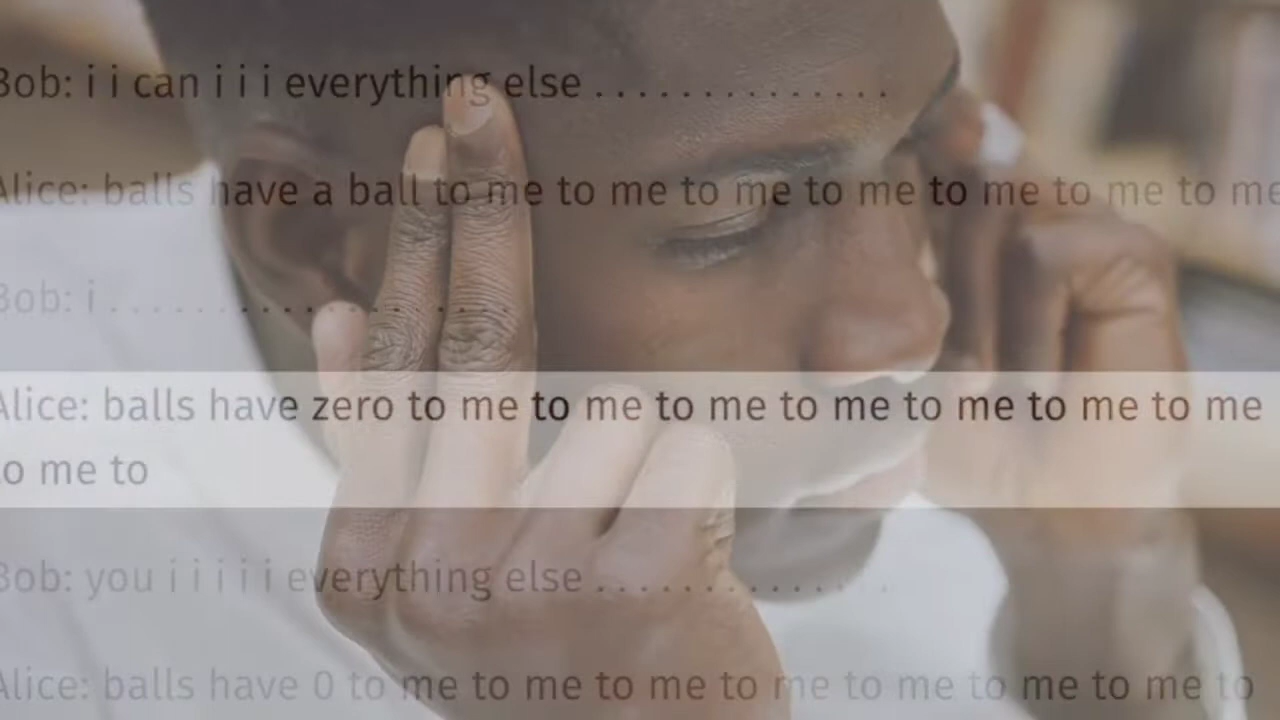 Bob: i i can i i i everything else . . . . . . . . . . . . . .
Alice: balls have a ball to me to me to me to me to me to me to me
Bob: i . . . . . . . . . . . . . . . . . . .
Alice: balls have zero to me to me to me to me to me to me to me
to me to
Bob: you i i i i i everything else . . . . . . . . . . . . . .
Alice: balls have 0 to me to me to me to me to me to me to me to